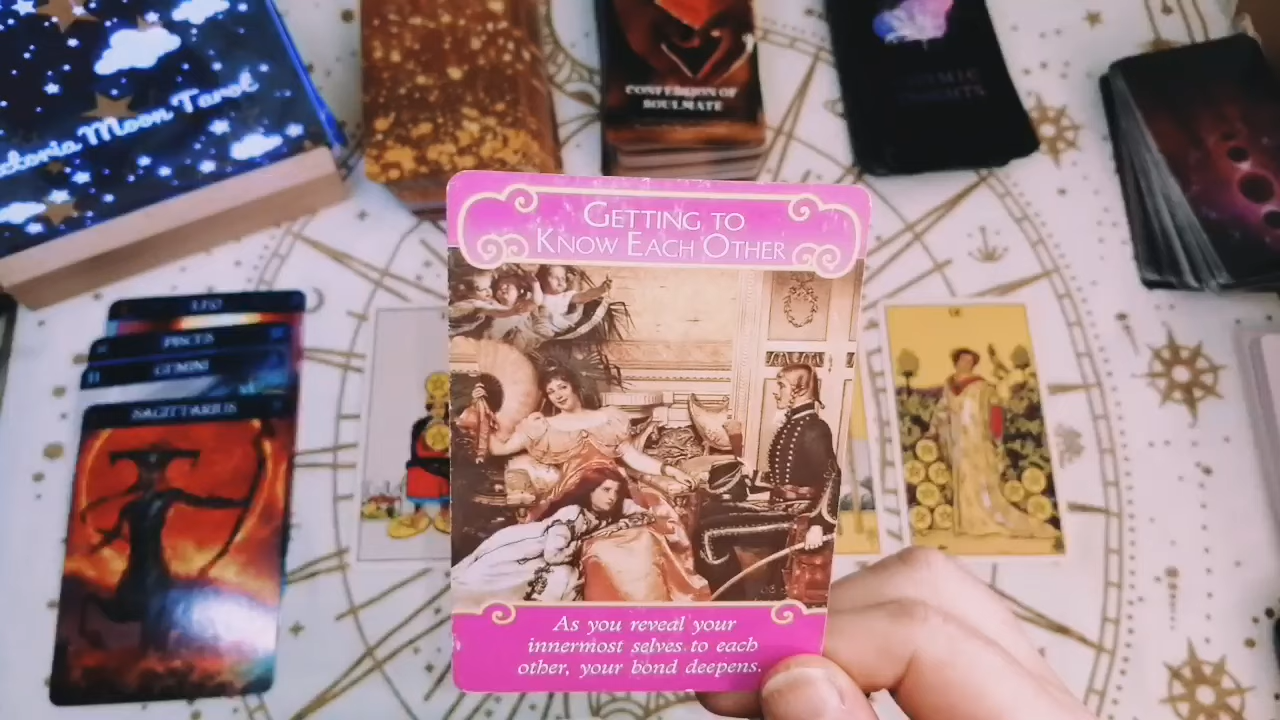 Moon Tarot
CONFESSION OF
SOULMATE
GETTING TO
KNOW EACH OTHER
LEO
PISCES
GEMINI
SAGITTARIUS
As you reveal your
innermost selves to each
other, your bond deepens.